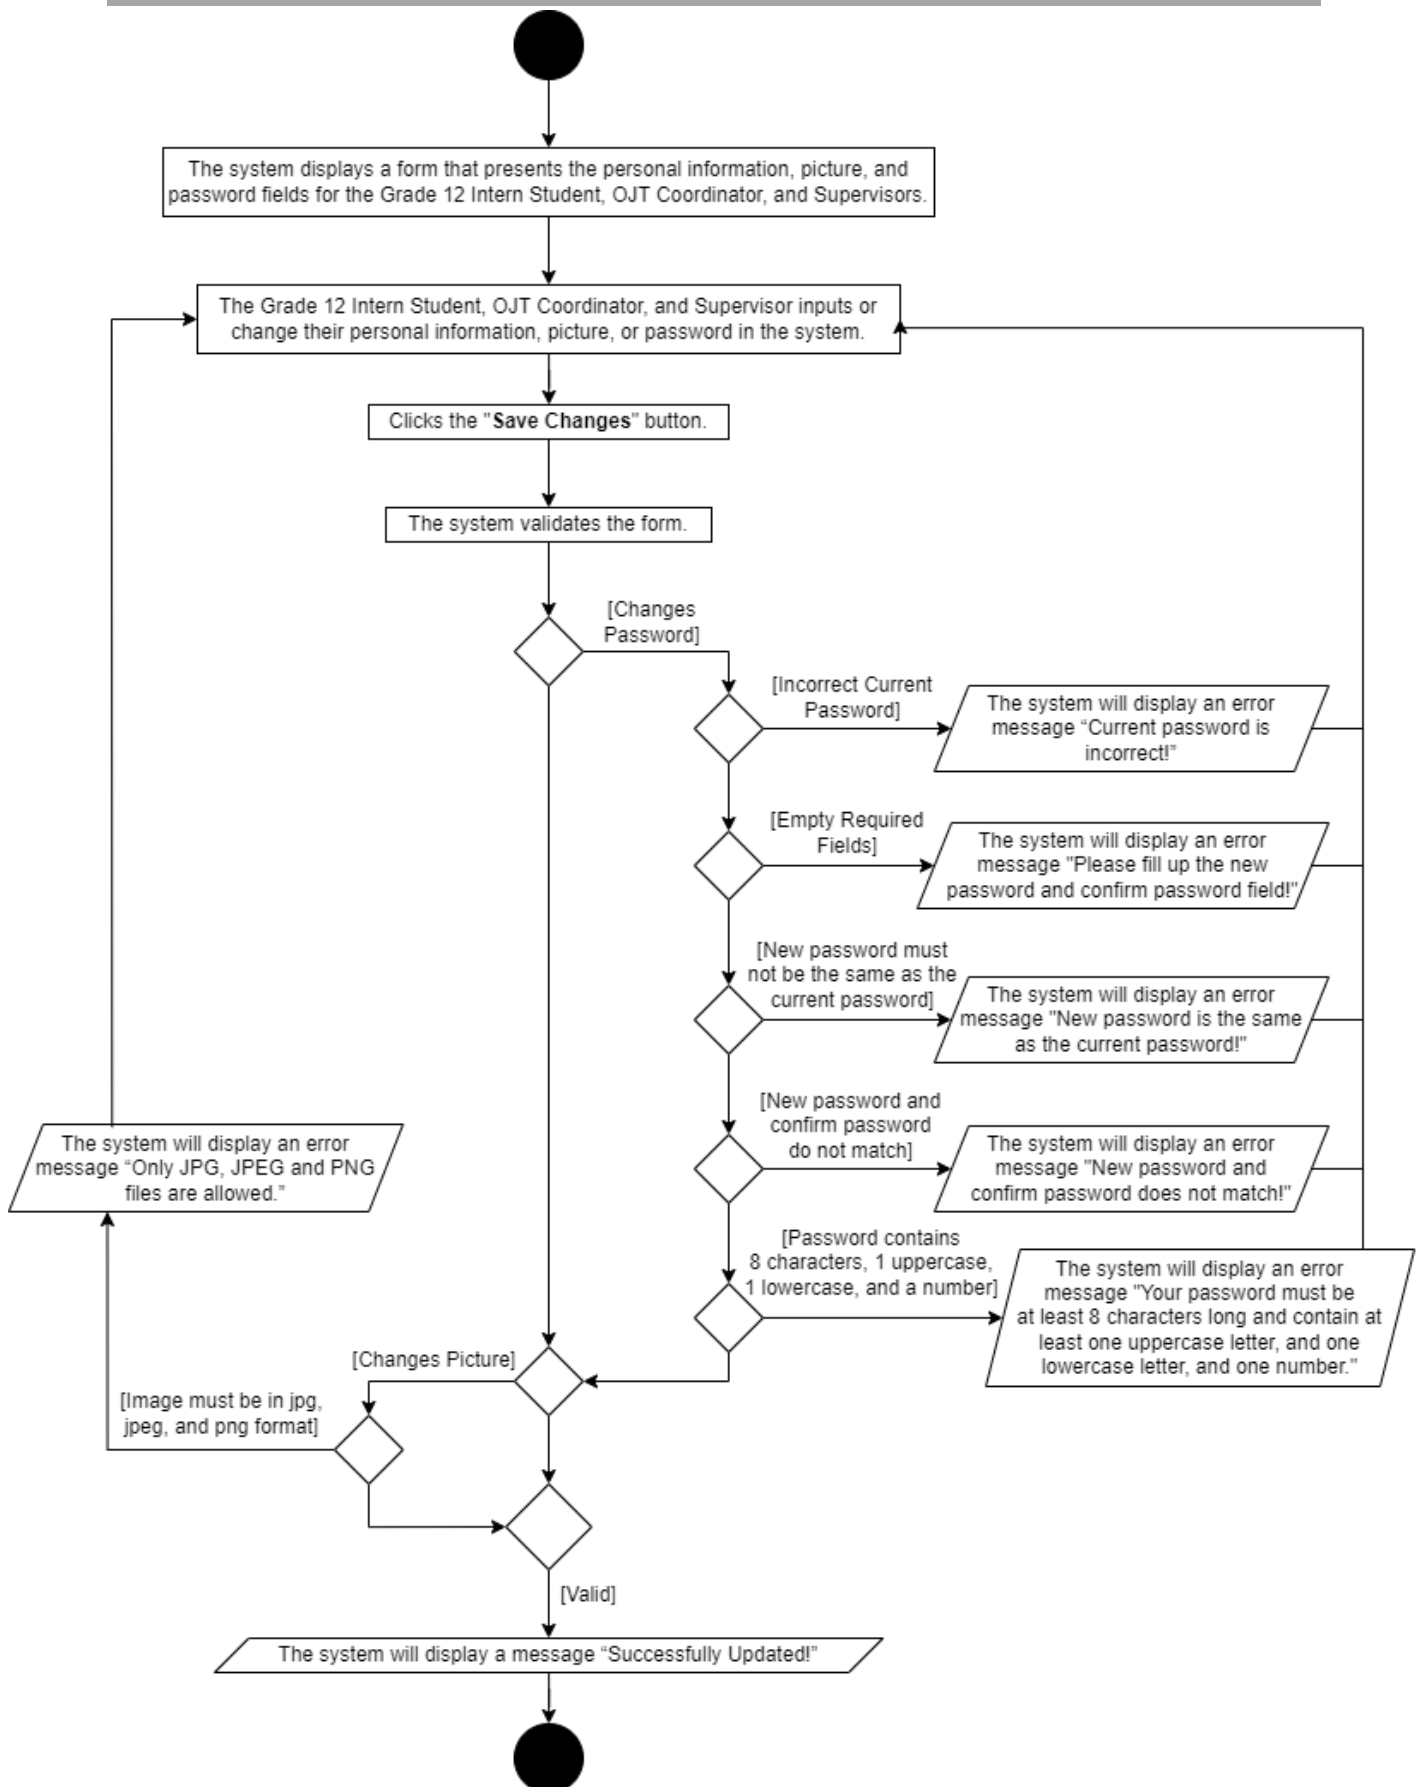 The system displays a form that presents the personal information, picture, and
password fields for the Grade 12 Intern Student, OJT Coordinator, and Supervisors.
The Grade 12 Intern Student, OJT Coordinator, and Supervisor inputs or
change their personal information, picture, or password in the system.
Clicks the "Save Changes" button.
The system validates the form.
[Changes
Password]
[Incorrect Current
Password]
The system will display an error
message “Current password is
incorrect!”
[Empty Required
Fields]
The system will display an error
message "Please fill up the new
password and confirm password field!"
[New password must
not be the same as the
current password]
The system will display an error
message "New password is the same
as the current password!"
[New password and
confirm password
do not match]
The system will display an error
message "New password and
confirm password does not match!"
The system will display an error
message “Only JPG, JPEG and PNG
files are allowed.”
[Password contains
8 characters, 1 uppercase,
1 lowercase, and a number]
The system will display an error
message "Your password must be
at least 8 characters long and contain at
least one uppercase letter, and one
lowercase letter, and one number."
[Changes Picture]
[Image must be in jpg,
jpeg, and png format]
[Valid]
The system will display a message “Successfully Updated!”